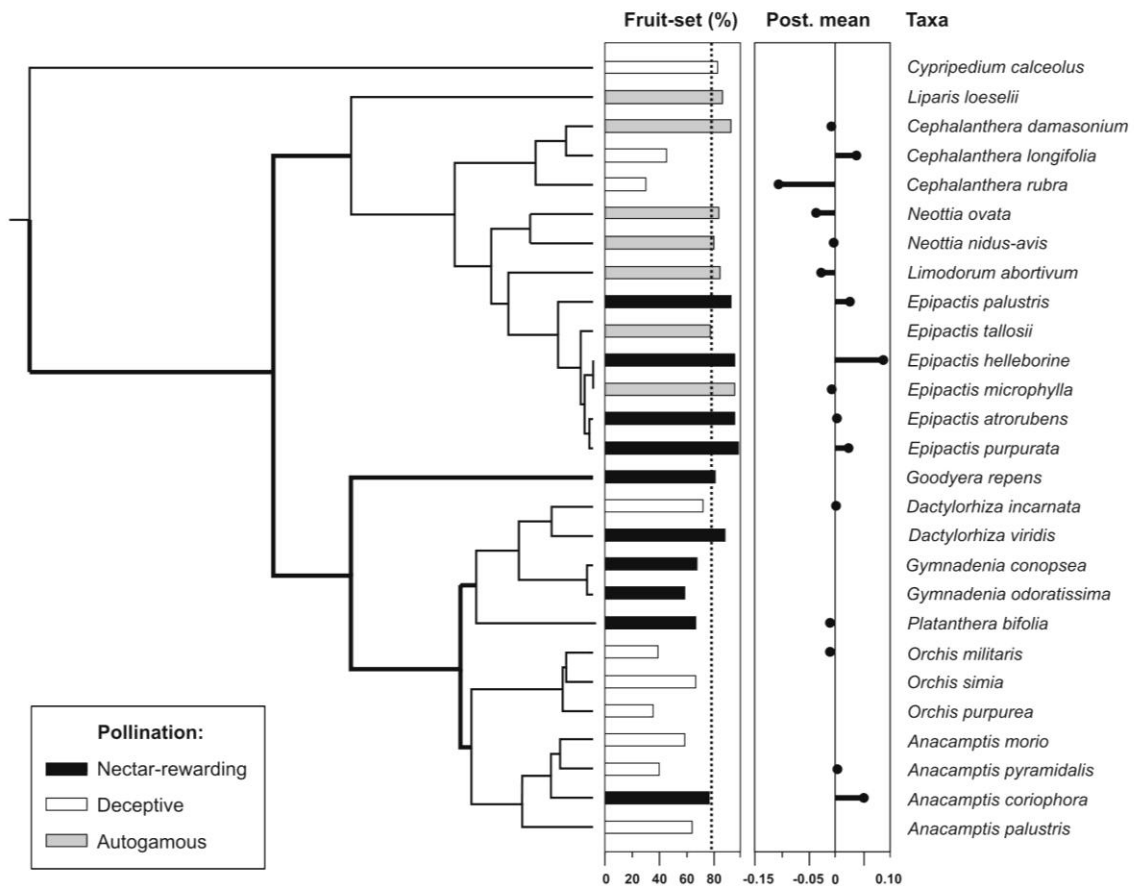 Fruit-set (%) Post. mean Taxa
Cypripedium calceolus
Liparis loeselii
Cephalanthera damasonium
Cephalanthera longifolia
Cephalanthera rubra
Neottia ovata
Neottia nidus-avis
Limodorum abortivum
Epipactis palustris
Epipactis tallosii
Epipactis helleborine
Epipactis microphylla
Epipactis atrorubens
Epipactis purpurata
Goodyera repens
Dactylorhiza incarnata
Dactylorhiza viridis
Gymnadenia conopsea
Gymnadenia odoratissima
Platanthera bifolia
Orchis militaris
Orchis simia
Orchis purpurea
Anacamptis morio
Anacamptis pyramidalis
Anacamptis coriophora
Anacamptis palustris
Pollination:
Nectar-rewarding
Deceptive
Autogamous
0 20 40 60 80 -0.15 -0.05 0 0.10